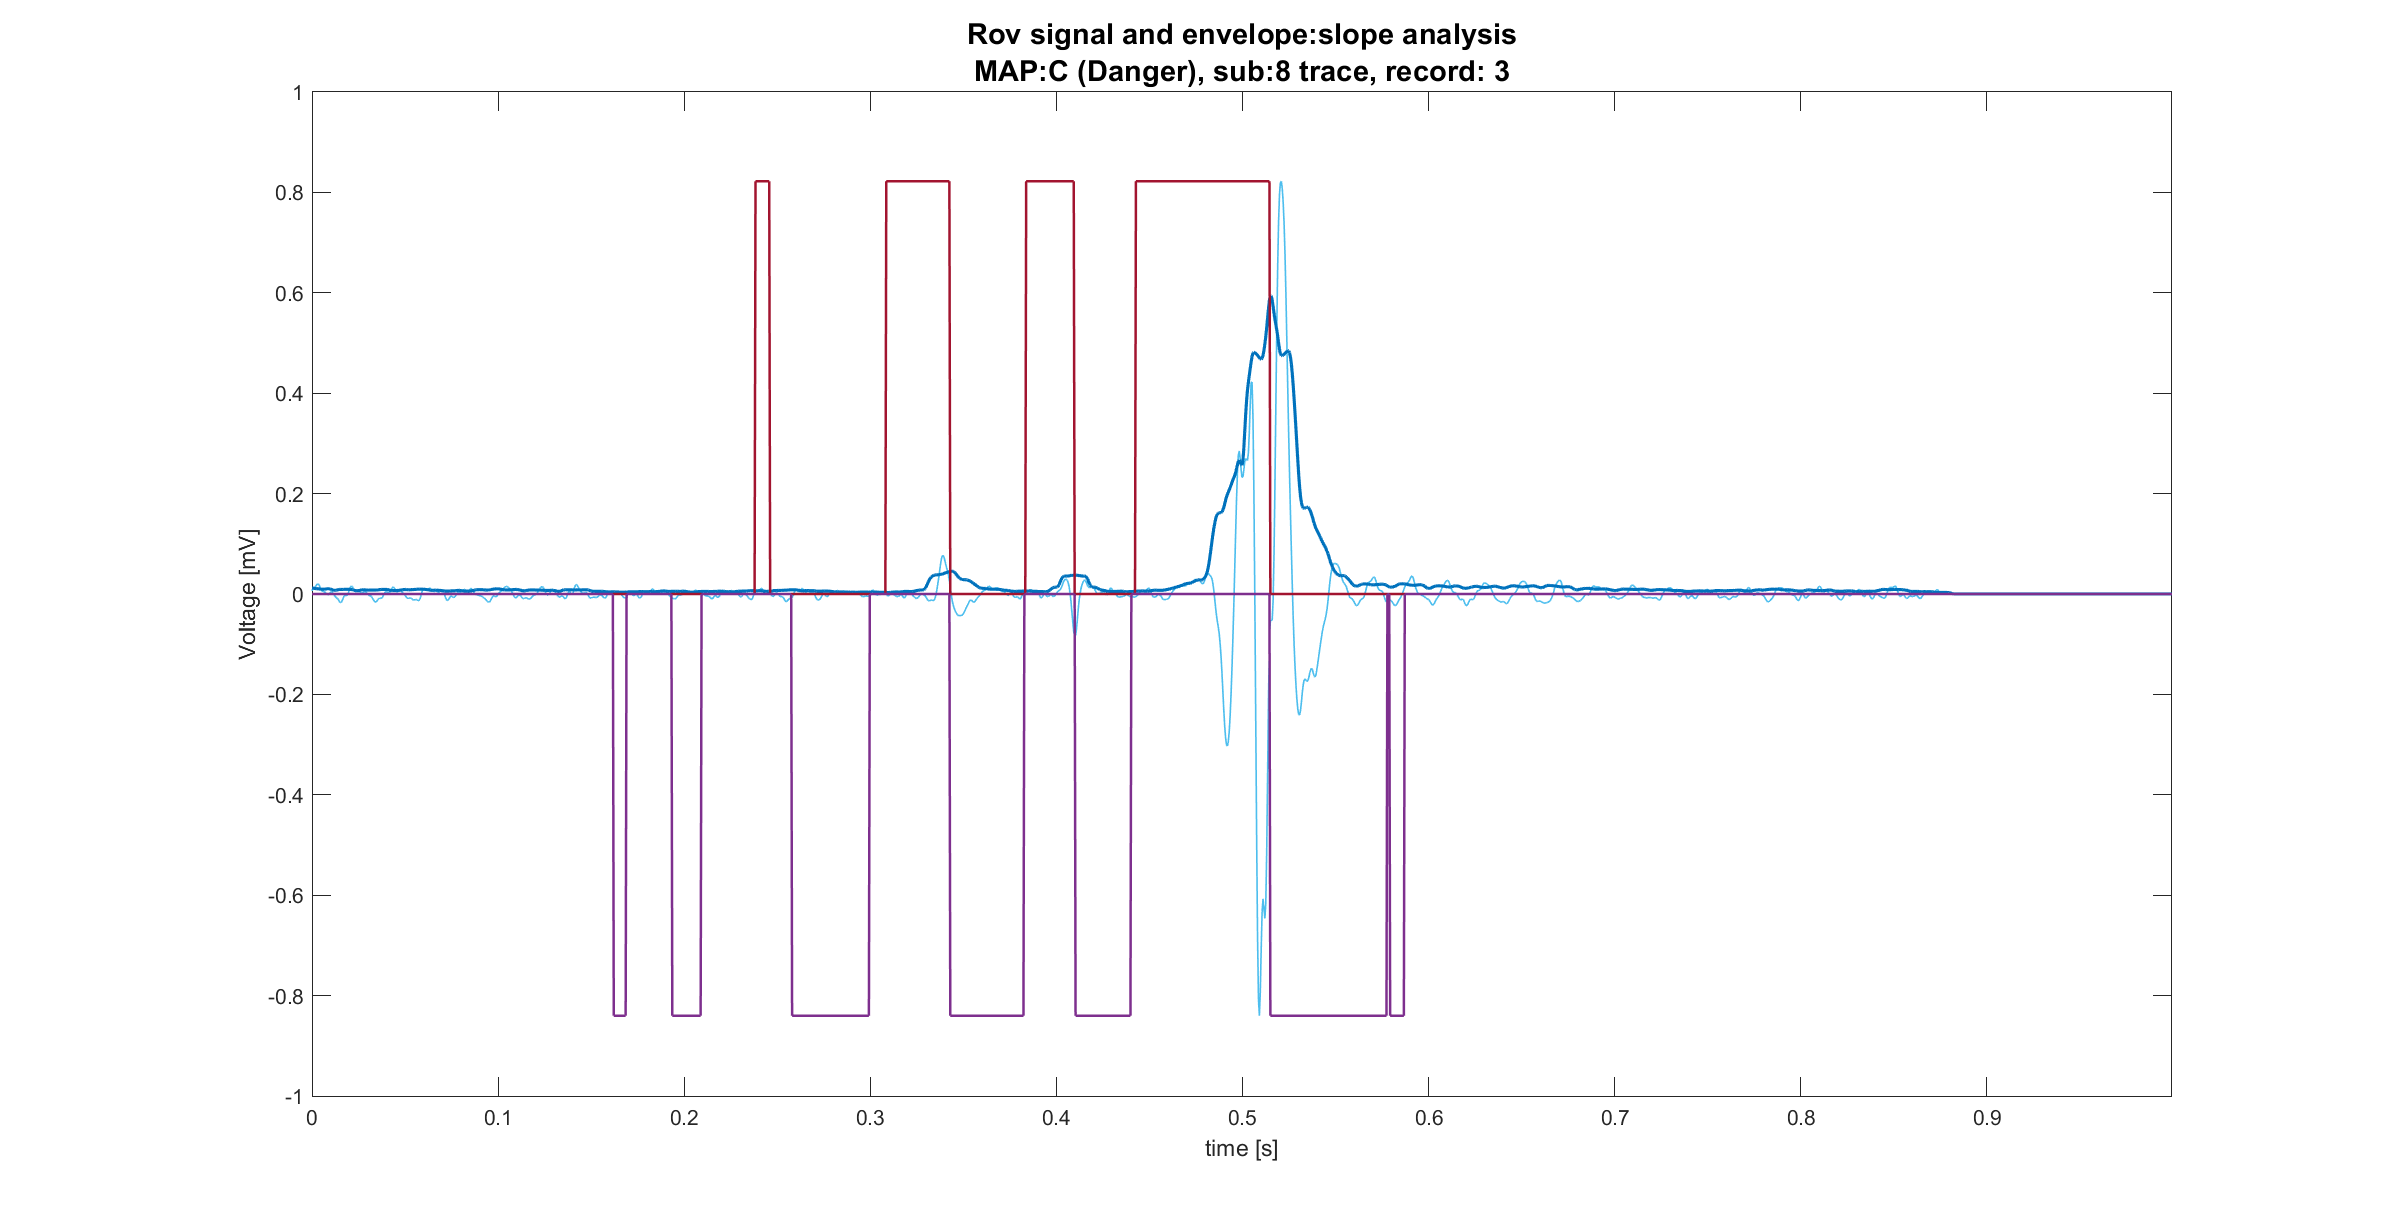 Rov signal and envelope:slope analysis
MAP:C (Danger), sub:8 trace, record: 3
1
0.8
0.6
0.4
0.2
0
-0.2
-0.4
-0.6
-0.8
-1
Voltage [mV]
0 0.1 0.2 0.3 0.4 0.5 0.6 0.7 0.8 0.9
time [s]